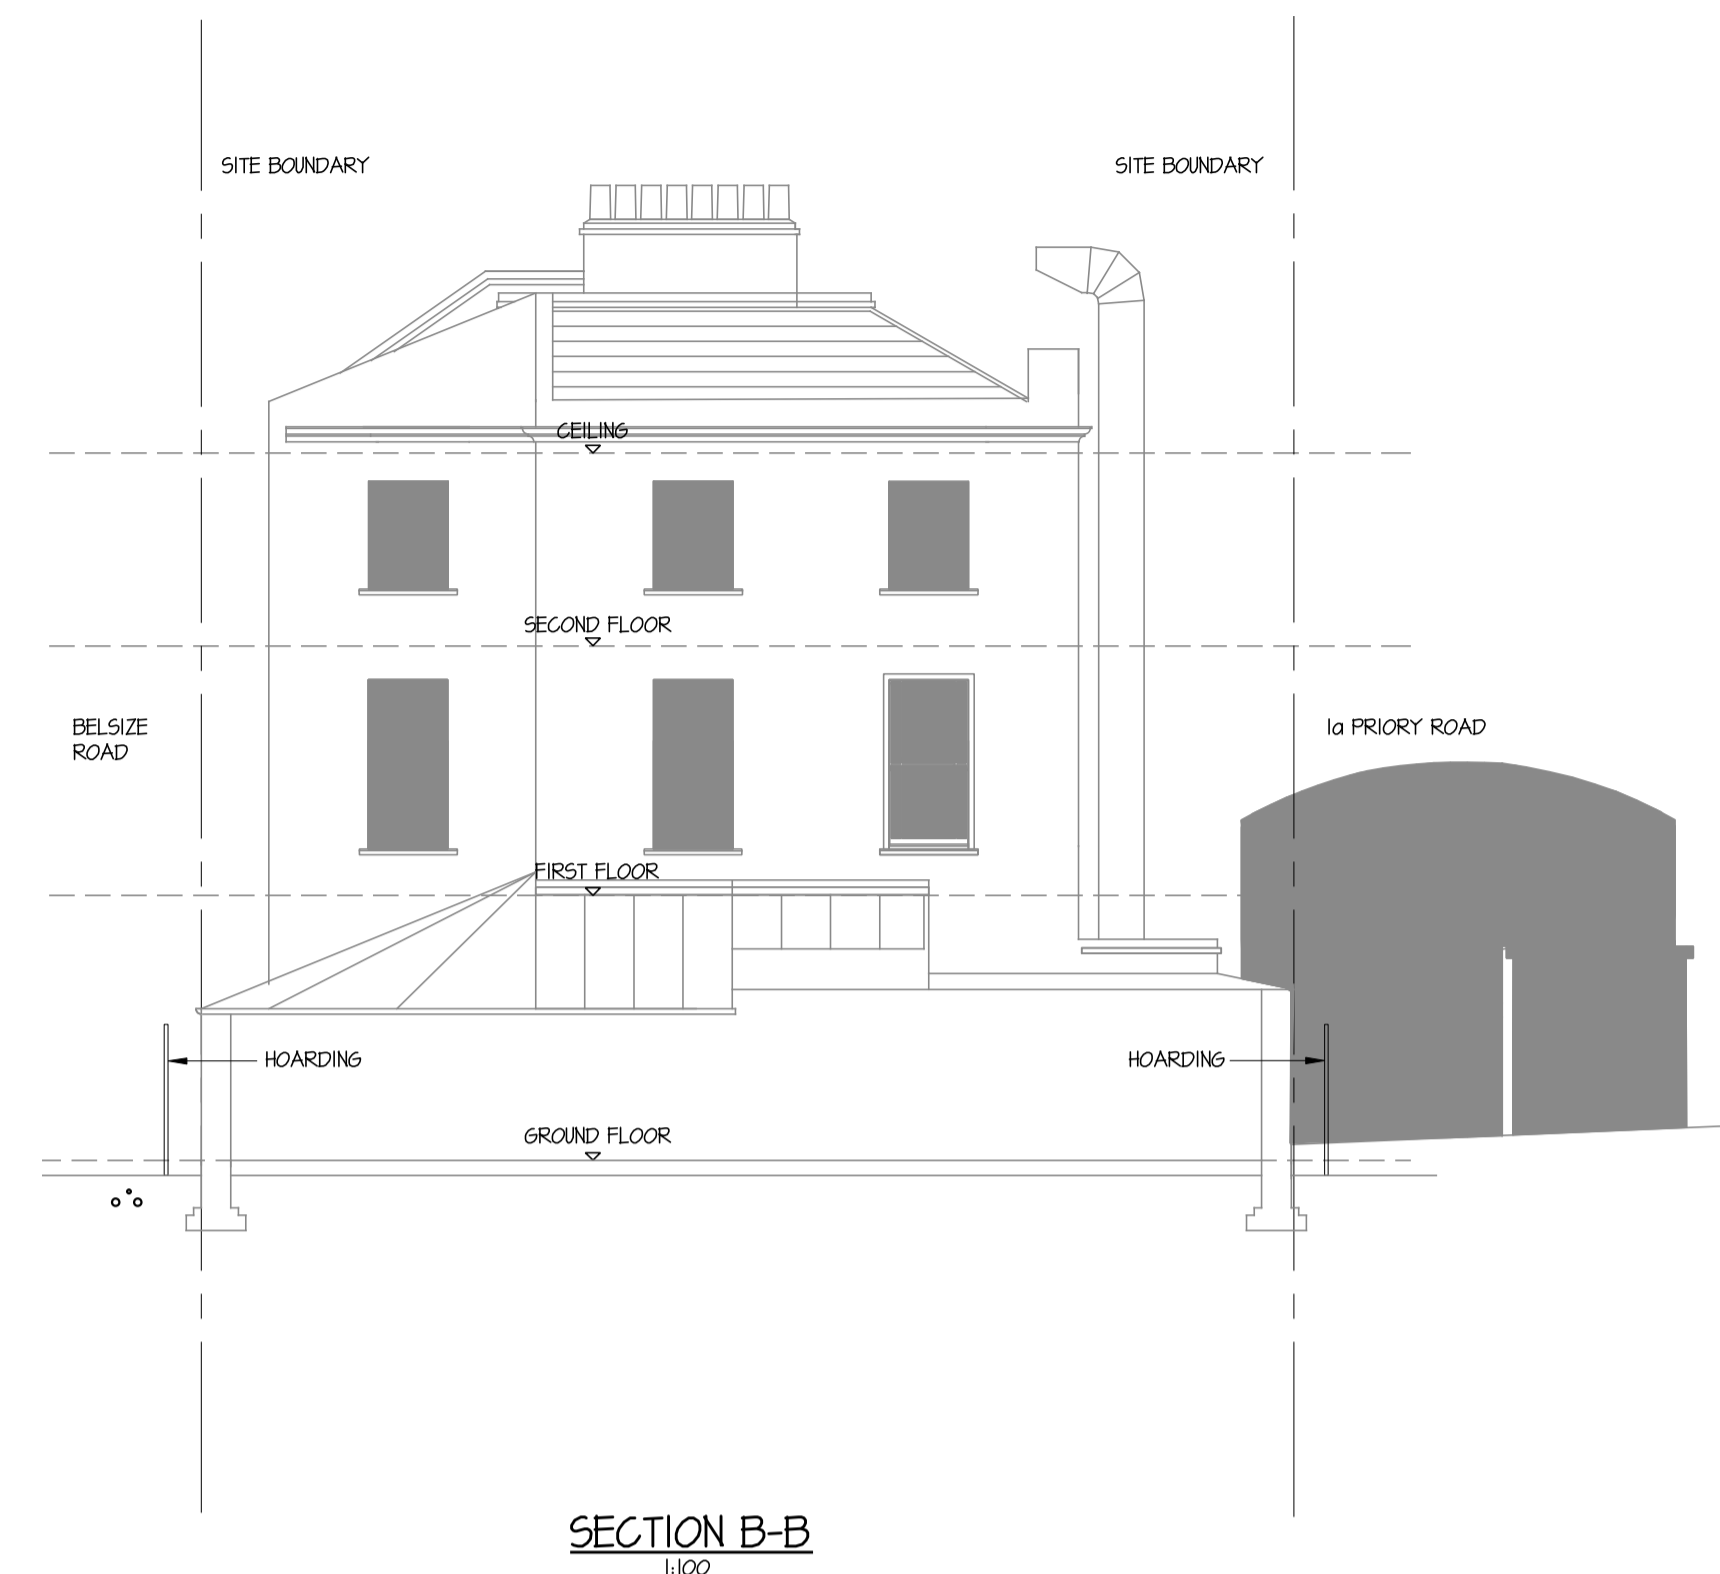 SITE BOUNDARY
SITE BOUNDARY
CEILING
SECOND FLOOR
BELSIZE
ROAD
1a PRIORY ROAD
FIRST FLOOR
HOARDING
HOARDING
GROUND FLOOR
SECTION B-B
1:100